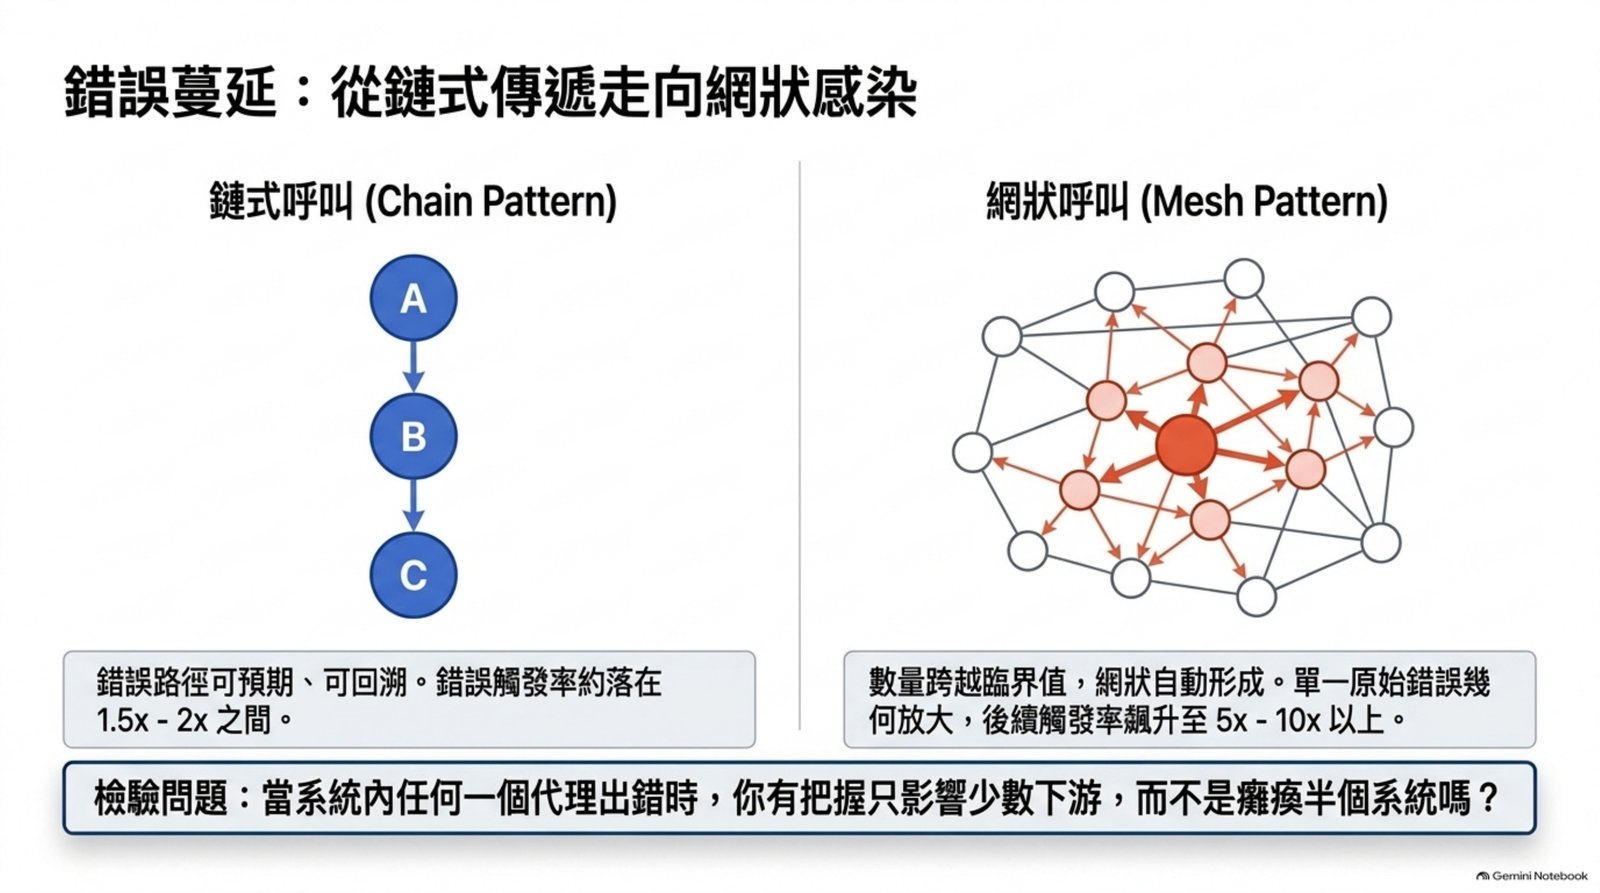 錯誤蔓延：從鏈式傳遞走向網狀感染
鏈式呼叫 (Chain Pattern)
A
B
C
錯誤路徑可預期、可回溯。錯誤觸發率約落在
1.5x - 2x 之間。
網狀呼叫 (Mesh Pattern)
數量跨越臨界值，網狀自動形成。單一原始錯誤幾
何放大，後續觸發率飆升至 5x - 10x 以上。
檢驗問題：當系統內任何一個代理出錯時，你有把握只影響少數下游，而不是癱瘓半個系統嗎？
Gemini Notebook